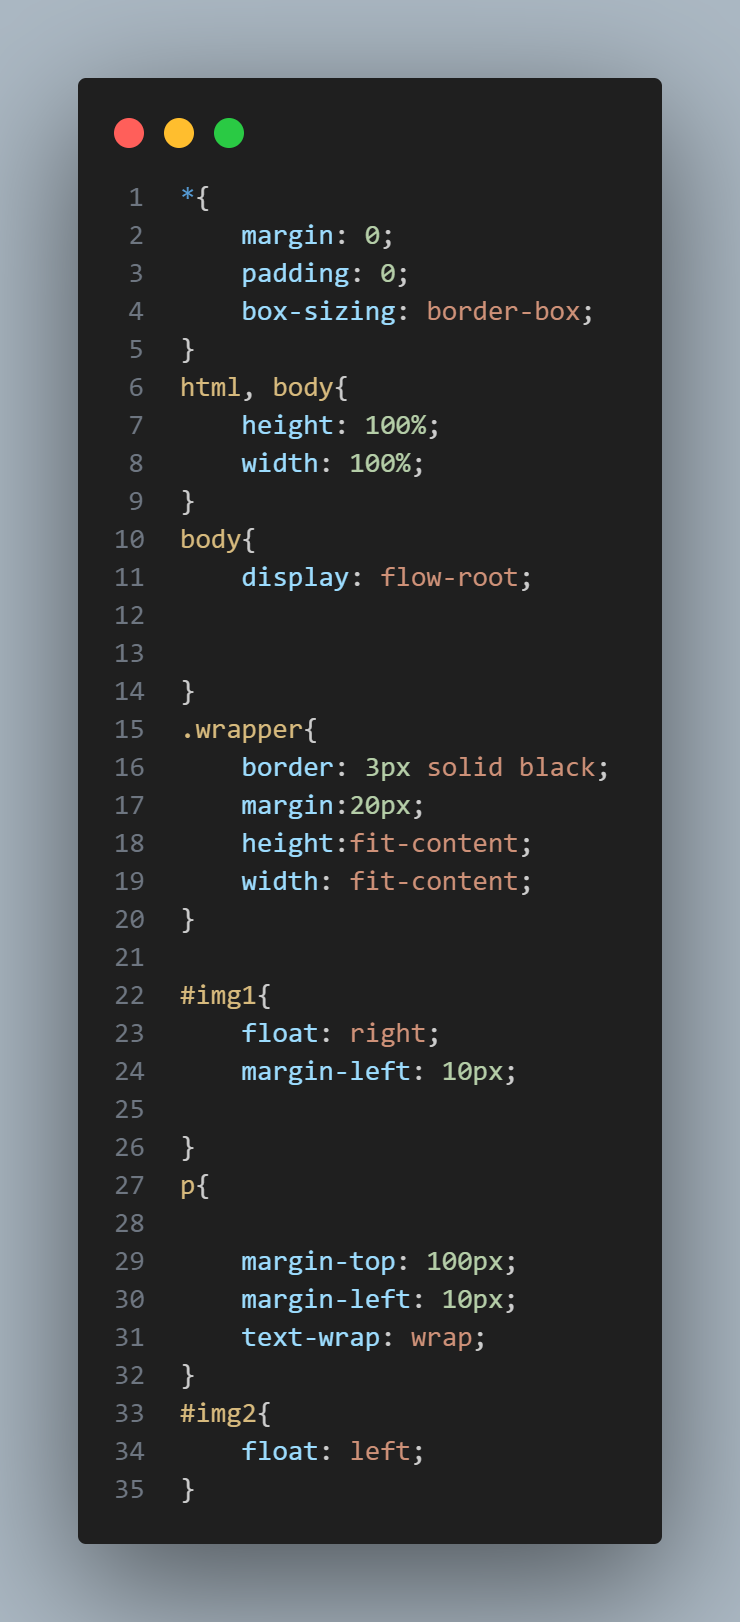 1 *{
2     margin: 0;
3     padding: 0;
4     box-sizing: border-box;
5 }
6 html, body{
7     height: 100%;
8     width: 100%;
9 }
10 body{
11     display: flow-root;
12
13
14 }
15 .wrapper{
16     border: 3px solid black;
17     margin:20px;
18     height:fit-content;
19     width: fit-content;
20 }
21
22 #img1{
23     float: right;
24     margin-left: 10px;
25
26 }
27 p{
28
29     margin-top: 100px;
30     margin-left: 10px;
31     text-wrap: wrap;
32 }
33 #img2{
34     float: left;
35 }